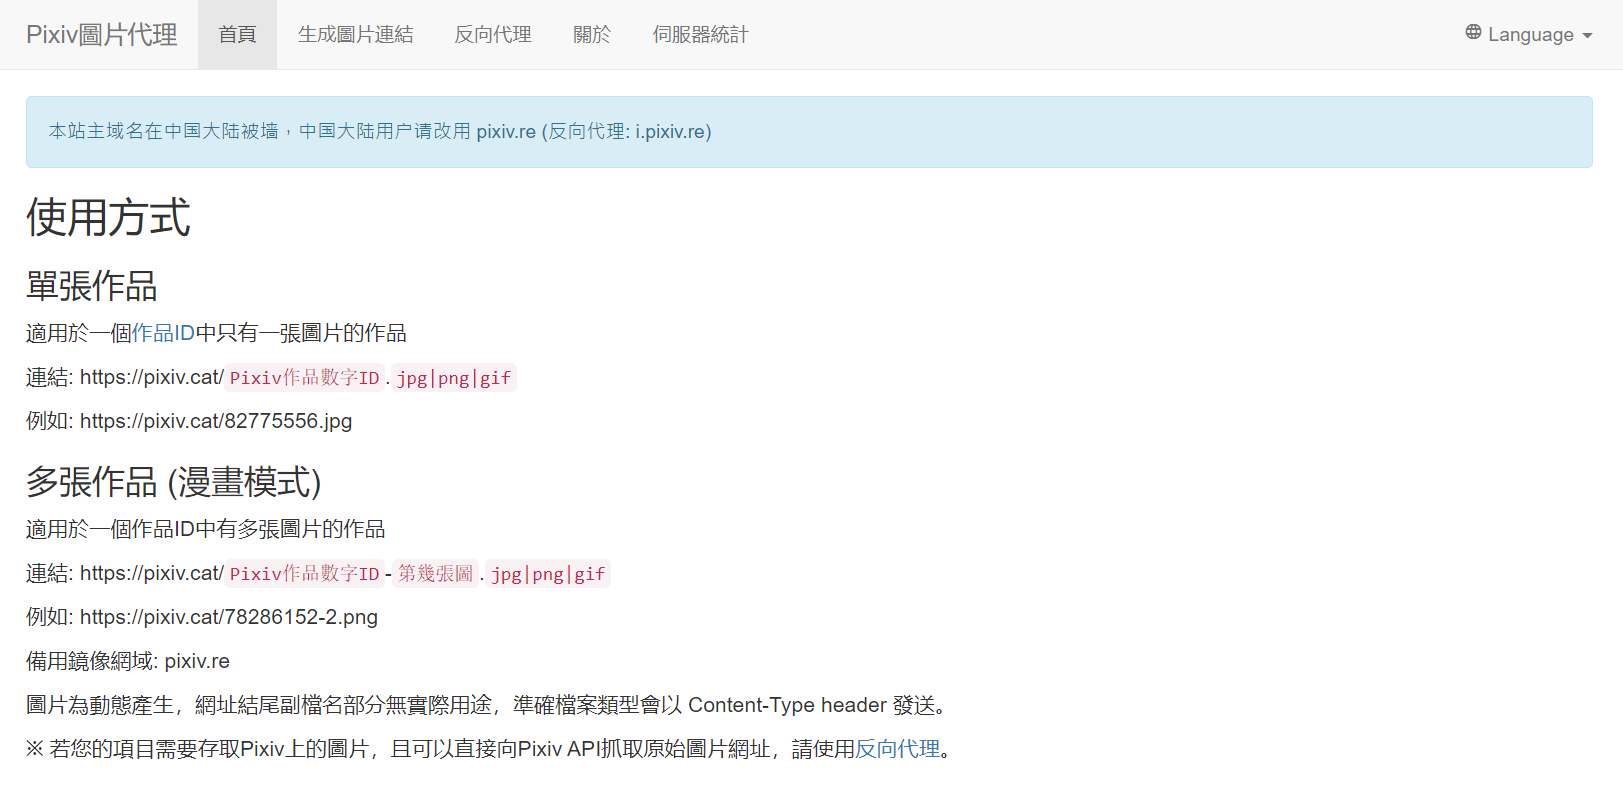 Pixiv圖片代理 首頁 生成圖片連結 反向代理 關於 伺服器統計 Language
本站主域名在中国大陆被墙，中国大陆用户请改用 pixiv.re (反向代理: i.pixiv.re)
使用方式
單張作品
適用於一個作品ID中只有一張圖片的作品
連結: https://pixiv.cat/Pixiv作品數字ID.jpg|png|gif
例如: https://pixiv.cat/82775556.jpg
多張作品 (漫畫模式)
適用於一個作品ID中有多張圖片的作品
連結: https://pixiv.cat/Pixiv作品數字ID-第幾張圖.jpg|png|gif
例如: https://pixiv.cat/78286152-2.png
備用鏡像網域: pixiv.re
圖片為動態產生，網址結尾副檔名部分無實際用途，準確檔案類型會以 Content-Type header 發送。
※ 若您的項目需要存取Pixiv上的圖片，且可以直接向Pixiv API抓取原始圖片網址，請使用反向代理。